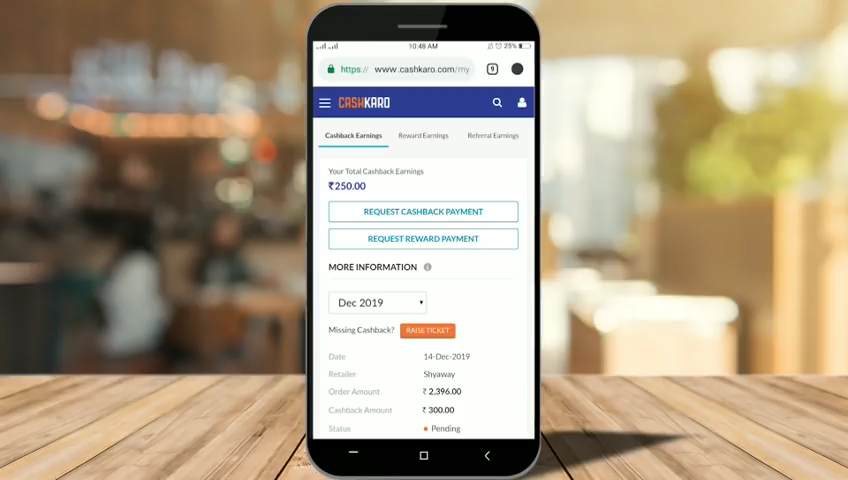 10:48 AM
25%
https:// www.cashkaro.com/my
9
CASHKARO
Cashback Earnings Reward Earnings Referral Earnings
Your Total Cashback Earnings
₹250.00
REQUEST CASHBACK PAYMENT
REQUEST REWARD PAYMENT
MORE INFORMATION
Dec 2019
Missing Cashback? RAISE TICKET
Date 14-Dec-2019
Retailer Shyaway
Order Amount ₹ 2,396.00
Cashback Amount ₹ 300.00
Status Pending